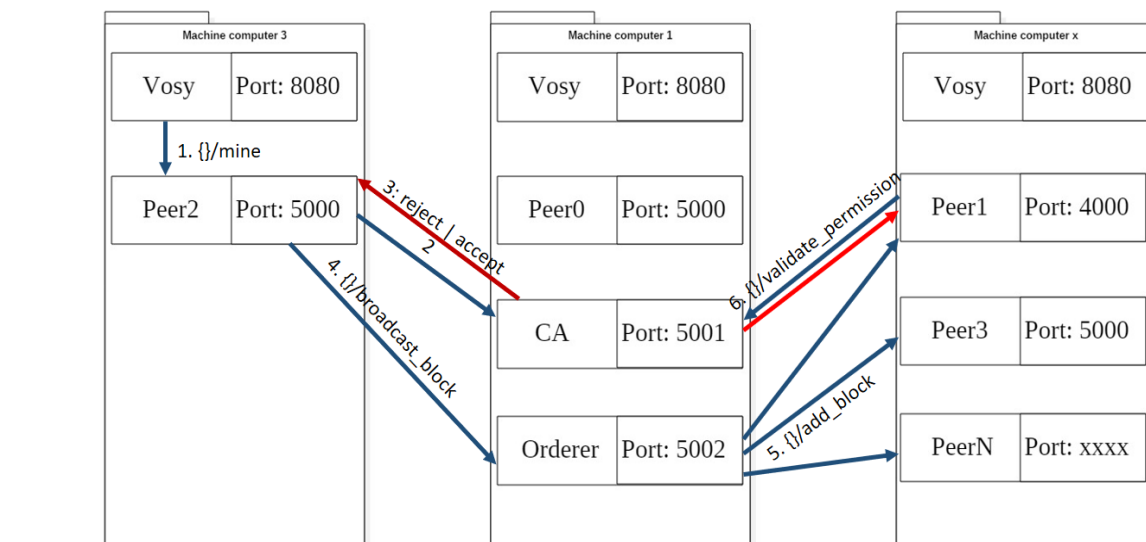 Machine computer 3
Vosy Port: 8080
1. {}/mine
Peer2 Port: 5000
3: reject | accept
2
4. {}/broadcast_block
Machine computer 1
Vosy Port: 8080
Peer0 Port: 5000
CA Port: 5001
Orderer Port: 5002
6. {}/validate_permission
5. {}/add_block
Machine computer x
Vosy Port: 8080
Peer1 Port: 4000
Peer3 Port: 5000
PeerN Port: xxxx